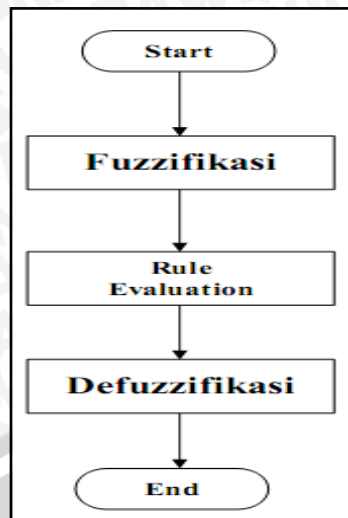 Start
Fuzzifikasi
Rule
Evaluation
Defuzzifikasi
End